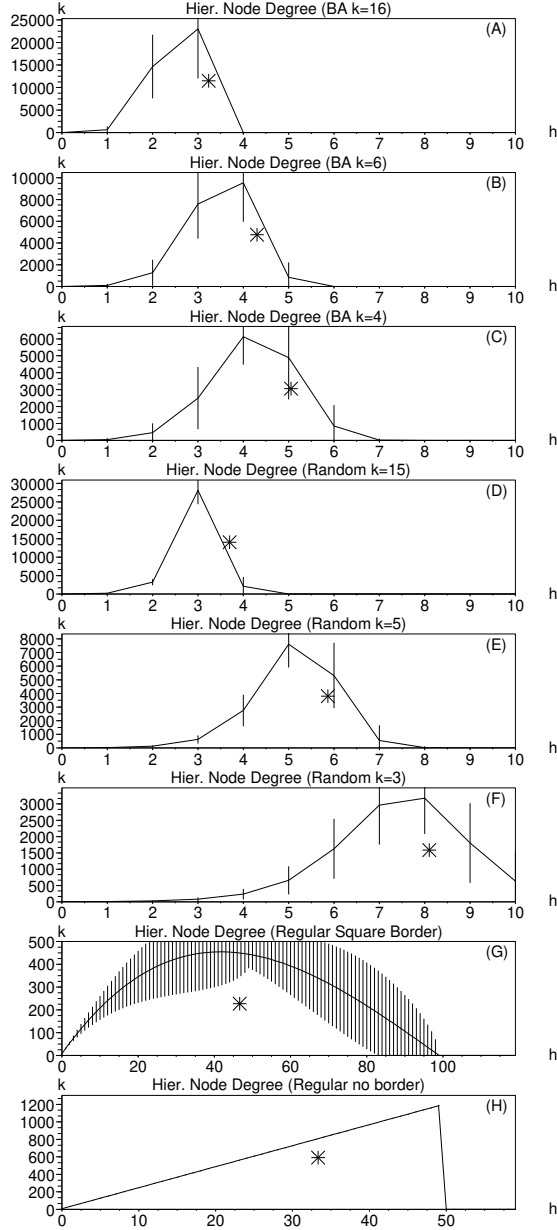 k Hier. Node Degree (BA k=16)
25000
20000
15000
10000
5000
0
(A)
0 1 2 3 4 5 6 7 8 9 10 h
k Hier. Node Degree (BA k=6)
10000
8000
6000
4000
2000
0
(B)
0 1 2 3 4 5 6 7 8 9 10 h
k Hier. Node Degree (BA k=4)
6000
5000
4000
3000
2000
1000
0
(C)
0 1 2 3 4 5 6 7 8 9 10 h
k Hier. Node Degree (Random k=15)
30000
25000
20000
15000
10000
5000
0
(D)
0 1 2 3 4 5 6 7 8 9 10 h
k Hier. Node Degree (Random k=5)
8000
7000
6000
5000
4000
3000
2000
1000
0
(E)
0 1 2 3 4 5 6 7 8 9 10 h
k Hier. Node Degree (Random k=3)
3000
2500
2000
1500
1000
500
0
(F)
0 1 2 3 4 5 6 7 8 9 10 h
k Hier. Node Degree (Regular Square Border)
500
400
300
200
100
0
(G)
0 20 40 60 80 100 h
k Hier. Node Degree (Regular no border)
1200
1000
800
600
400
200
0
(H)
0 10 20 30 40 50 h